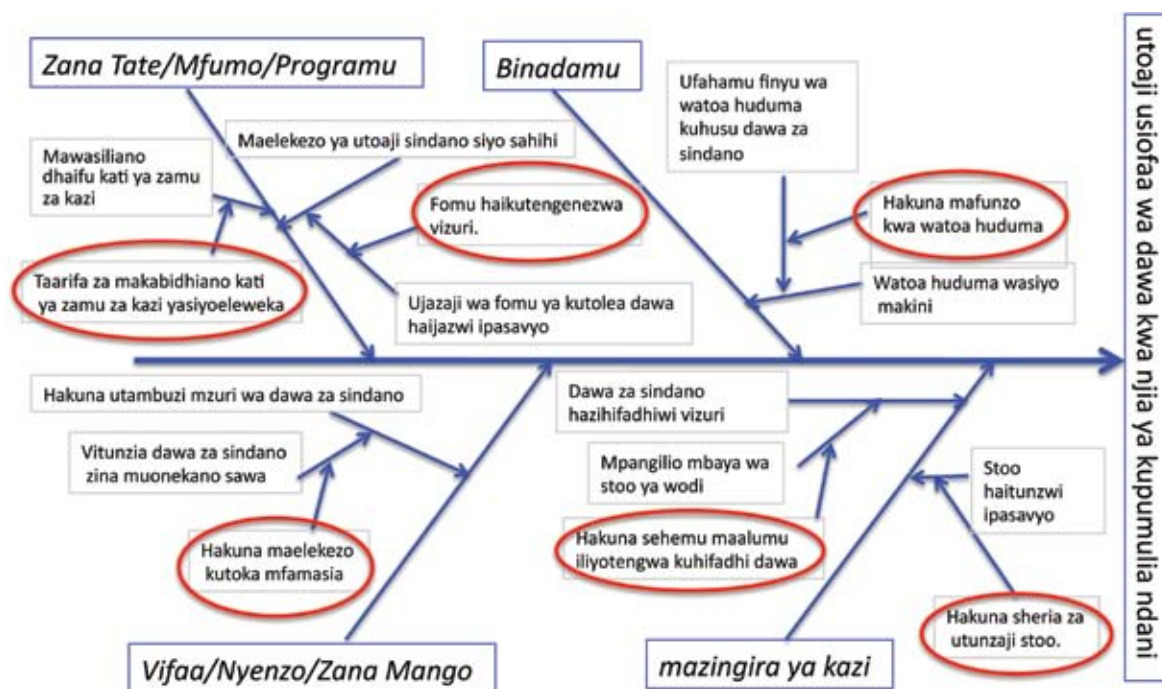 Zana Tate/Mfumo/Programu
Binadamu
Mawasiliano
dhaifu kati ya zamu
za kazi
Maelekezo ya utoaji sindano siyo sahihi
Fomu haikutengenezwa
vizuri.
Taarifa za makabidhiano kati
ya zamu za kazi yasiyoeleweka
Ujazaji wa fomu ya kutolea dawa
haijazwi ipasavyo
Ufahamu finyu wa
watoa huduma
kuhusu dawa za
sindano
Hakuna mafunzo
kwa watoa huduma
Watoa huduma wasiyo
makini
Hakuna utambuzi mzuri wa dawa za sindano
Vitunzia dawa za sindano
zina muonekano sawa
Hakuna maelekezo
kutoka mfamasia
Dawa za sindano
hazihifadhiwi vizuri
Mpangilio mbaya wa
stoo ya wodi
Hakuna sehemu maalumu
iliyotengwa kuhifadhi dawa
Stoo
haitunzwi
ipasavyo
Hakuna sheria za
utunzaji stoo.
Vifaa/Nyenzo/Zana Mango
mazingira ya kazi
utoaji usiofaa wa dawa kwa njia ya kupumulia ndani